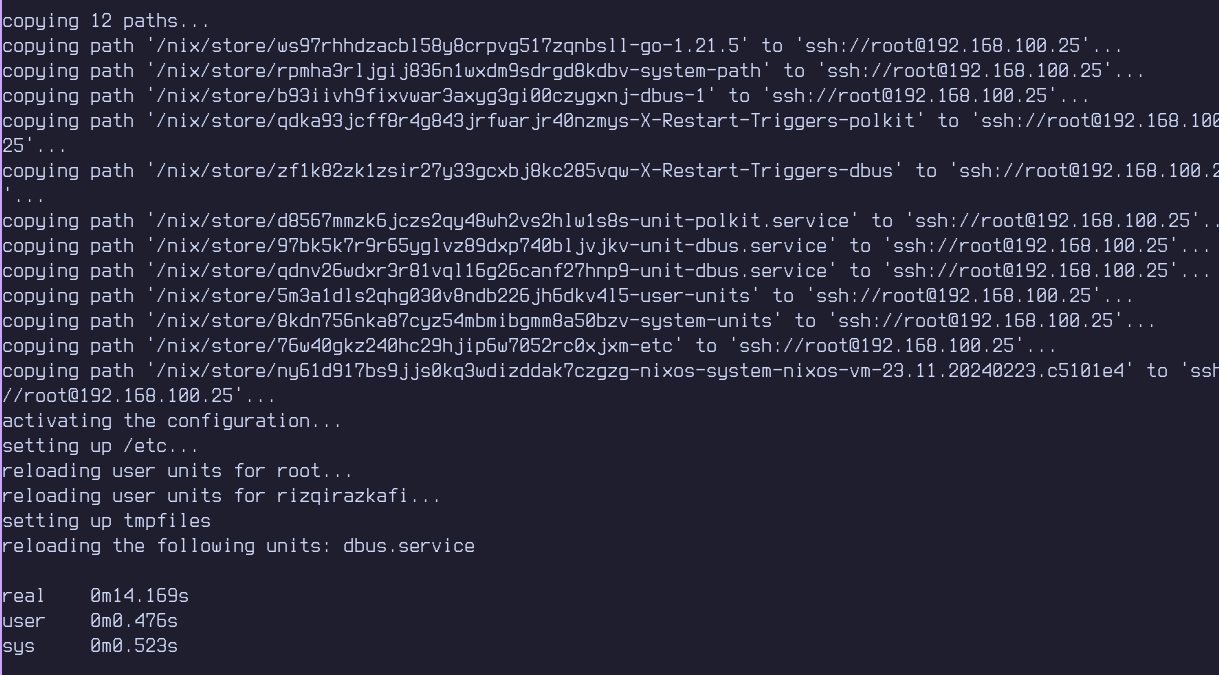 copying 12 paths...
copying path '/nix/store/ws97rhhdzacbl58y8crpvg517zqnbsll-go-1.21.5' to 'ssh://root@192.168.100.25'...
copying path '/nix/store/rpmha3rljgij836n1wxdm9sdrgd8kdbv-system-path' to 'ssh://root@192.168.100.25'...
copying path '/nix/store/b93iivh9fixvwar3axyg3gi00czygxnj-dbus-1' to 'ssh://root@192.168.100.25'...
copying path '/nix/store/qdka93jcff8r4g843jrfwarjr40nzmys-X-Restart-Triggers-polkit' to 'ssh://root@192.168.100
25'...
copying path '/nix/store/zf1k82zk1zsir27y33gcxbj8kc285vqw-X-Restart-Triggers-dbus' to 'ssh://root@192.168.100.2
'...
copying path '/nix/store/d8567mmzk6jczs2qy48wh2vs2hlw1s8s-unit-polkit.service' to 'ssh://root@192.168.100.25'..
copying path '/nix/store/97bk5k7r9r65yglvz89dxp740bljvjkv-unit-dbus.service' to 'ssh://root@192.168.100.25'...
copying path '/nix/store/qdnv26wdxr3r81vql16g26canf27hnp9-unit-dbus.service' to 'ssh://root@192.168.100.25'...
copying path '/nix/store/5m3a1dls2qhg030v8ndb226jh6dkv4l5-user-units' to 'ssh://root@192.168.100.25'...
copying path '/nix/store/8kdn756nka87cyz54mbmibgmm8a50bzv-system-units' to 'ssh://root@192.168.100.25'...
copying path '/nix/store/76w40gkz240hc29hjip6w7052rc0xjxm-etc' to 'ssh://root@192.168.100.25'...
copying path '/nix/store/ny61d917bs9jjs0kq3wdizddak7czgzg-nixos-system-nixos-vm-23.11.20240223.c5101e4' to 'ssh
//root@192.168.100.25'...
activating the configuration...
setting up /etc...
reloading user units for root...
reloading user units for rizqirazkafi...
setting up tmpfiles
reloading the following units: dbus.service
real 0m14.169s
user 0m0.476s
sys 0m0.523s